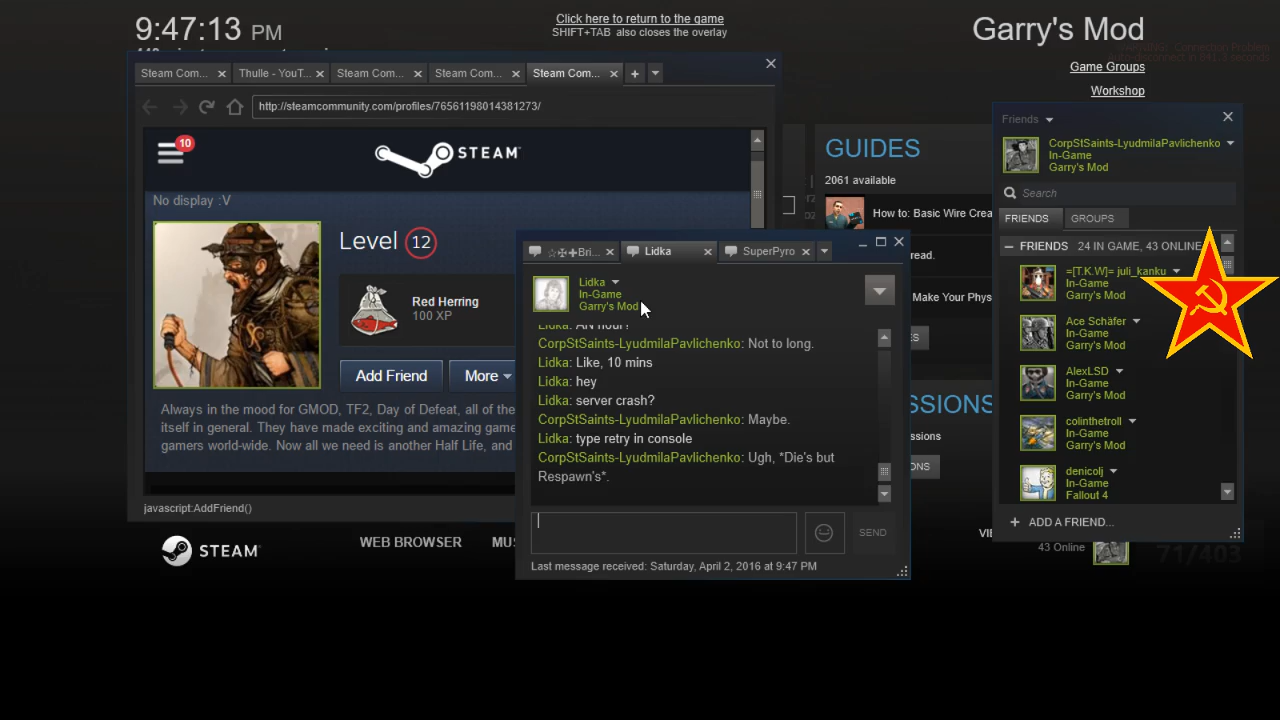 9:47:13 PM
Click here to return to the game
SHIFT+TAB also closes the overlay
Garry's Mod
Game Groups
Workshop
Steam Com...
Thulle - YouT...
Steam Com...
Steam Com...
Steam Com...
http://steamcommunity.com/profiles/76561198014381273/
10
STEAM
No display :V
Level 12
Red Herring
100 XP
Add Friend
More
Always in the mood for GMOD, TF2, Day of Defeat, all of the
itself in general. They have made exciting and amazing game
gamers world-wide. Now all we need is another Half Life, and
javascript:AddFriend()
STEAM
WEB BROWSER
GUIDES
2061 available
How to: Basic Wire Crea
read.
Make Your Phys
ssions
☆✠✚Bri...
Lidka
SuperPyro
Lidka
In-Game
Garry's Mod
Lidka: AN hour?
CorpStSaints-LyudmilaPavlichenko: Not to long.
Lidka: Like, 10 mins
Lidka: hey
Lidka: server crash?
CorpStSaints-LyudmilaPavlichenko: Maybe.
Lidka: type retry in console
CorpStSaints-LyudmilaPavlichenko: Ugh, *Die's but
Respawn's*.
SEND
Last message received: Saturday, April 2, 2016 at 9:47 PM
Friends
CorpStSaints-LyudmilaPavlichenko
In-Game
Garry's Mod
Search
FRIENDS
GROUPS
FRIENDS 24 IN GAME, 43 ONLINE
=[T.K.W]= juli_kanku
In-Game
Garry's Mod
Ace Schäfer
In-Game
Garry's Mod
AlexLSD
In-Game
Garry's Mod
colinthetroll
In-Game
Garry's Mod
denicolj
In-Game
Fallout 4
+ ADD A FRIEND...
43 Online
71/403